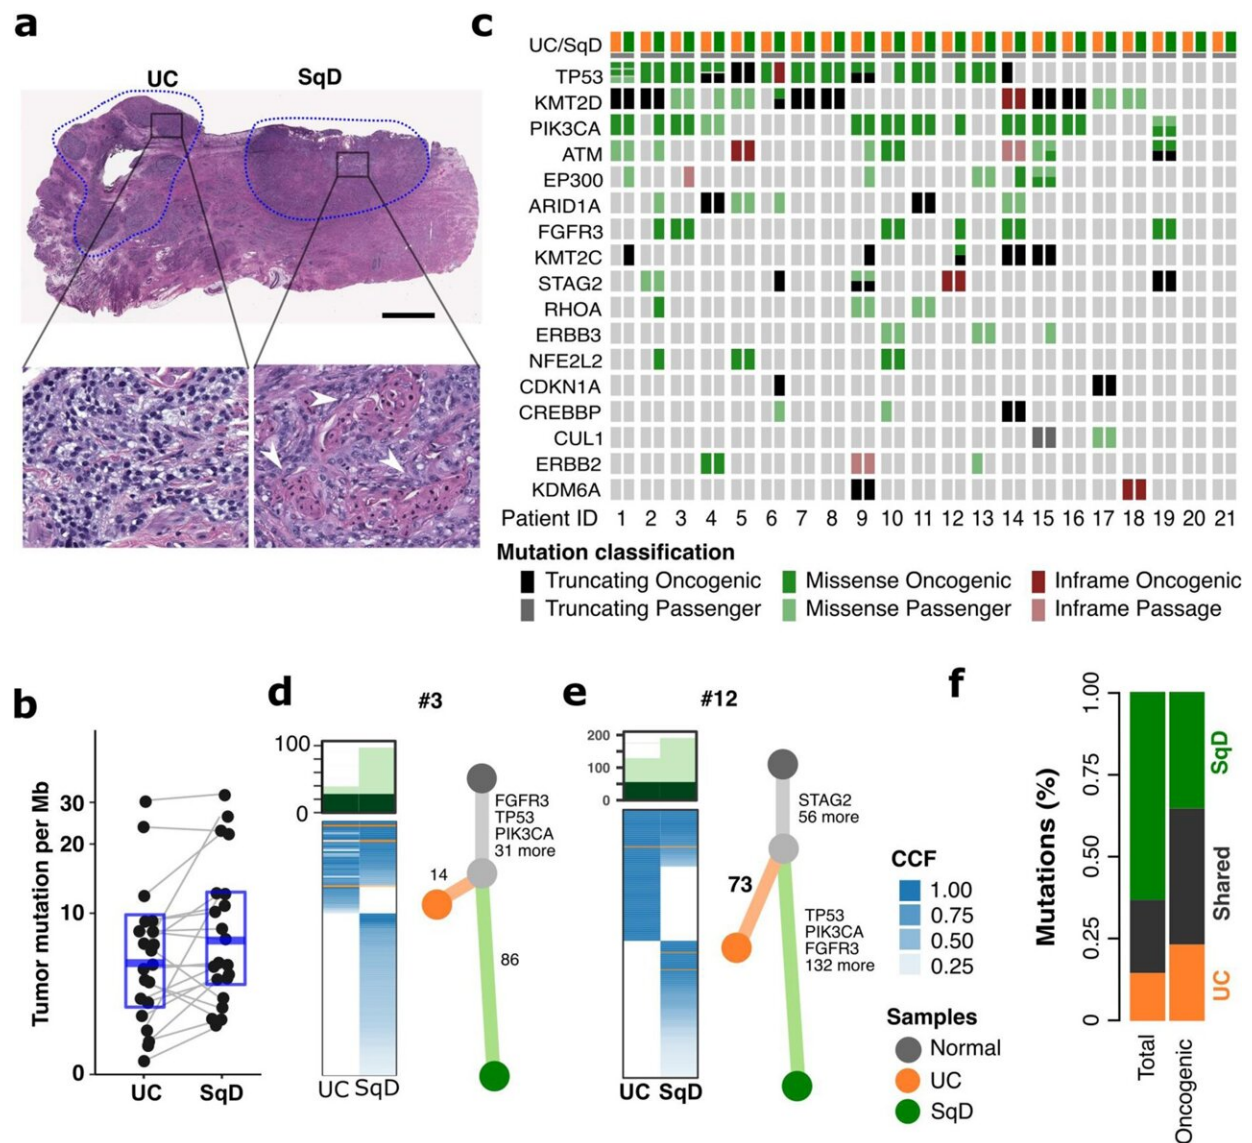 a
UC
SqD
c
UC/SqD
TP53
KMT2D
PIK3CA
ATM
EP300
ARID1A
FGFR3
KMT2C
STAG2
RHOA
ERBB3
NFE2L2
CDKN1A
CREBBP
CUL1
ERBB2
KDM6A
Patient ID 1 2 3 4 5 6 7 8 9 10 11 12 13 14 15 16 17 18 19 20 21
Mutation classification
Truncating Oncogenic Missense Oncogenic Inframe Oncogenic
Truncating Passenger Missense Passenger Inframe Passage
b
Tumor mutation per Mb
30
20
10
0
UC SqD
d
#3
100
0
FGFR3
TP53
PIK3CA
31 more
14
86
UC SqD
e
#12
200
100
0
STAG2
56 more
73
TP53
PIK3CA
FGFR3
132 more
UC SqD
CCF
1.00
0.75
0.50
0.25
Samples
Normal
UC
SqD
f
Mutations (%)
1.00
0.75
0.50
0.25
0
SqD
Shared
UC
Total
Oncogenic